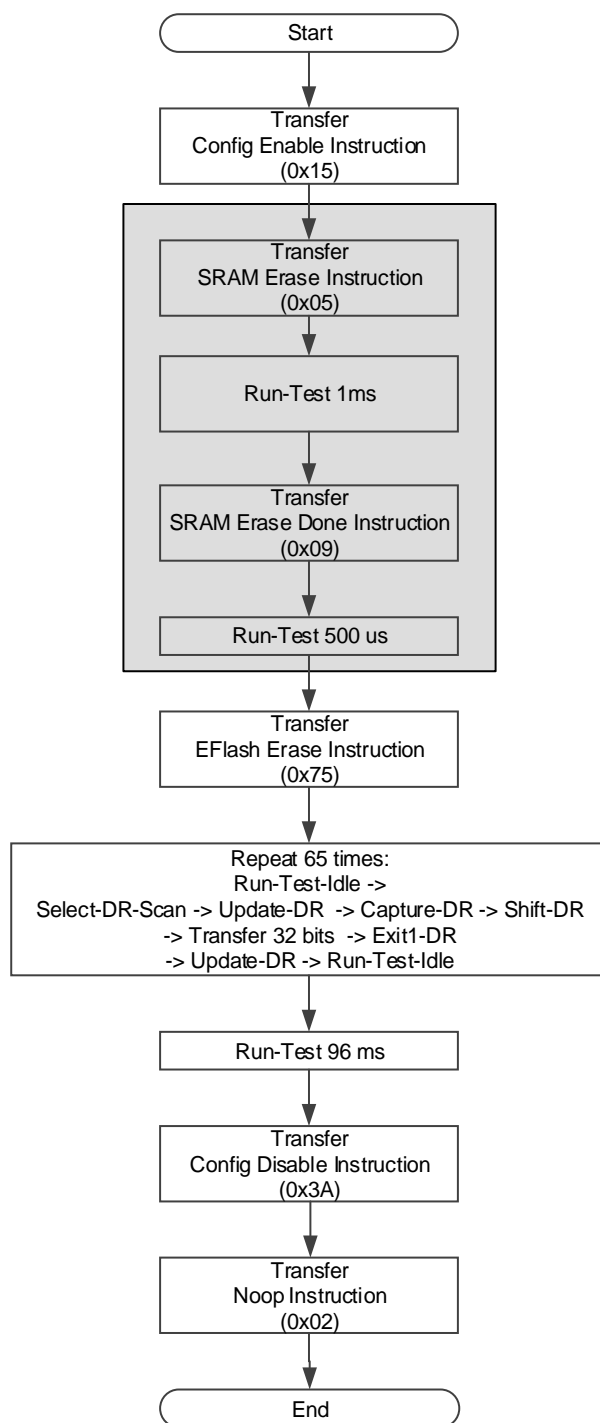 Start
Transfer
Config Enable Instruction
(0x15)
Transfer
SRAM Erase Instruction
(0x05)
Run-Test 1ms
Transfer
SRAM Erase Done Instruction
(0x09)
Run-Test 500 us
Transfer
EFlash Erase Instruction
(0x75)
Repeat 65 times:
Run-Test-Idle ->
Select-DR-Scan -> Update-DR -> Capture-DR -> Shift-DR
-> Transfer 32 bits -> Exit1-DR
-> Update-DR -> Run-Test-Idle
Run-Test 96 ms
Transfer
Config Disable Instruction
(0x3A)
Transfer
Noop Instruction
(0x02)
End